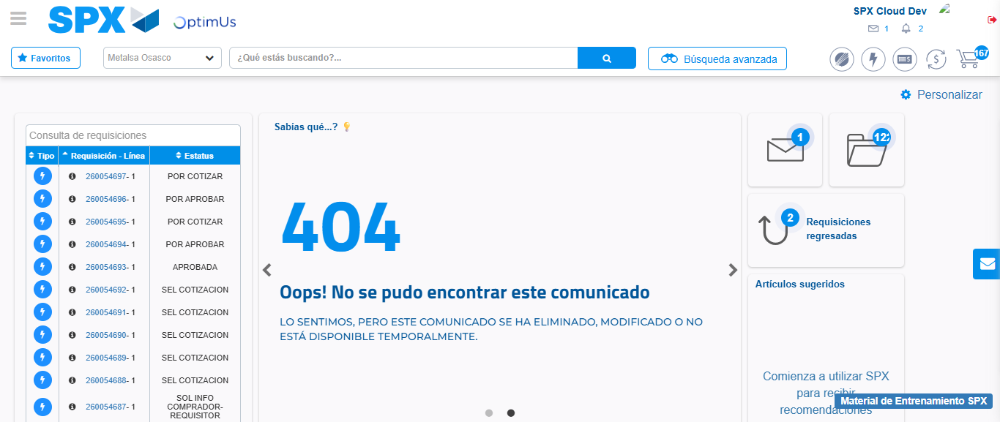 SPX OptimUs
SPX Cloud Dev
1 2
Favoritos
Metalsa Osasco
¿Qué estás buscando?...
Búsqueda avanzada
167
Personalizar
Consulta de requisiciones
Tipo Requisición - Línea Estatus
260054697- 1 POR COTIZAR
260054696- 1 POR APROBAR
260054695- 1 POR COTIZAR
260054694- 1 POR APROBAR
260054693- 1 APROBADA
260054692- 1 SEL COTIZACION
260054691- 1 SEL COTIZACION
260054690- 1 SEL COTIZACION
260054689- 1 SEL COTIZACION
260054688- 1 SEL COTIZACION
260054687- 1 SOL INFO
COMPRADOR-
REQUISITOR
Sabías qué...?
404
Oops! No se pudo encontrar este comunicado
LO SENTIMOS, PERO ESTE COMUNICADO SE HA ELIMINADO, MODIFICADO O NO
ESTÁ DISPONIBLE TEMPORALMENTE.
1
2
Requisiciones
regresadas
Artículos sugeridos
Comienza a utilizar SPX
para recibir
recomendaciones
Material de Entrenamiento SPX